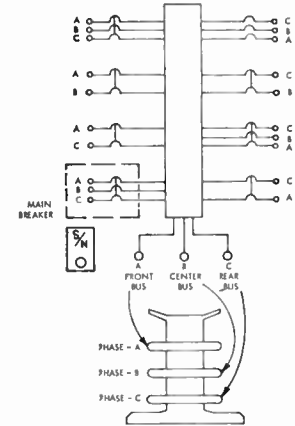 A C
B B
C A
A C
B B
A C
B
C A
MAIN BREAKER
A C
B
C A
S/N
A FRONT BUS
B CENTER BUS
C REAR BUS
PHASE - A
PHASE - B
PHASE - C